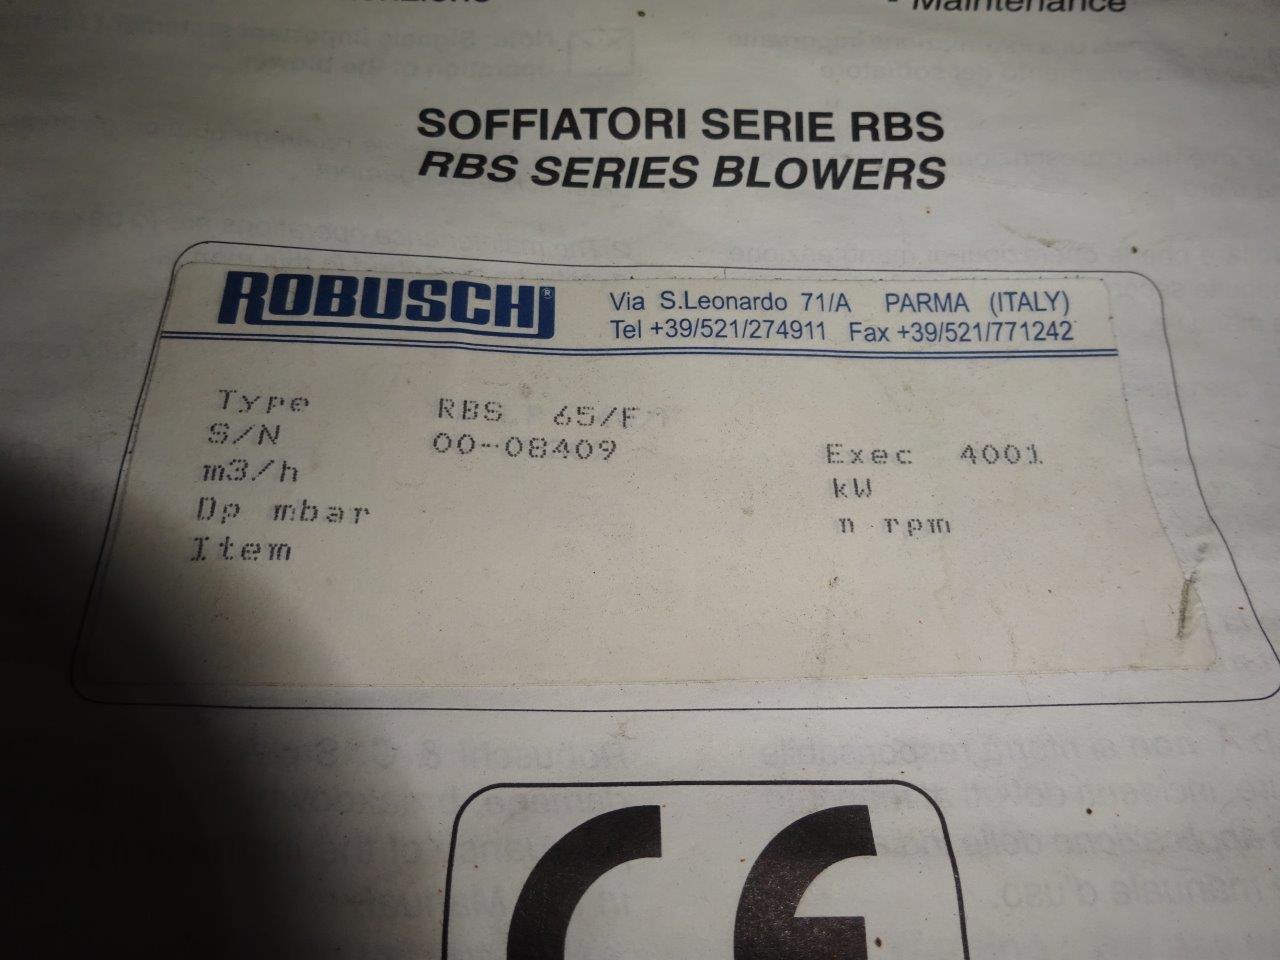 - Maintenance
SOFFIATORI SERIE RBS
RBS SERIES BLOWERS
ROBUSCHI®
Via S.Leonardo 71/A PARMA (ITALY)
Tel +39/521/274911 Fax +39/521/771242
Type RBS 65/F
S/N 00-08409 Exec 4001
m3/h kW
Dp mbar n rpm
Item
CE